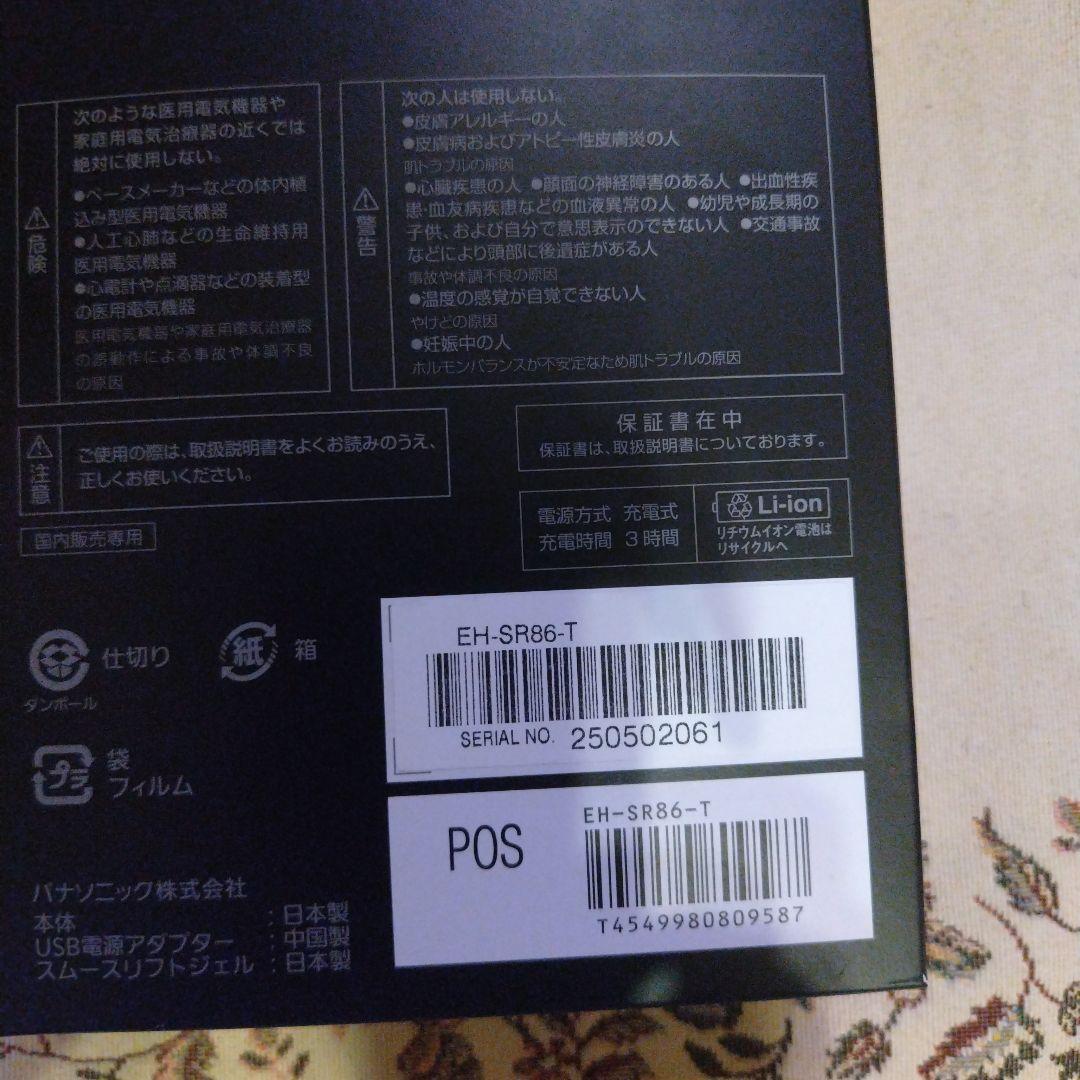 危険
次のような医用電気機器や
家庭用電気治療器の近くでは
絶対に使用しない。
●ペースメーカーなどの体内植
込み型医用電気機器
●人工心肺などの生命維持用
医用電気機器
●心電計や点滴器などの装着型
の医用電気機器
医用電気機器や家庭用電気治療器
の誤動作による事故や体調不良
の原因
警告
次の人は使用しない。
●皮膚アレルギーの人
●皮膚病およびアトピー性皮膚炎の人
肌トラブルの原因
●心臓疾患の人 ●顔面の神経障害のある人 ●出血性疾
患・血友病疾患などの血液異常の人 ●幼児や成長期の
子供、および自分で意思表示のできない人 ●交通事故
などにより頭部に後遺症がある人
事故や体調不良の原因
●温度の感覚が自覚できない人
やけどの原因
●妊娠中の人
ホルモンバランスが不安定なため肌トラブルの原因
注意
ご使用の際は、取扱説明書をよくお読みのうえ、
正しくお使いください。
保証書在中
保証書は、取扱説明書についております。
国内販売専用
電源方式 充電式
充電時間 3時間
Li-ion
リチウムイオン電池は
リサイクルへ
ダンボール
仕切り
紙
箱
プラ
袋
フィルム
EH-SR86-T
SERIAL NO. 250502061
POS
EH-SR86-T
T4549980809587
パナソニック株式会社
本体 :日本製
USB電源アダプター :中国製
スムースリフトジェル :日本製